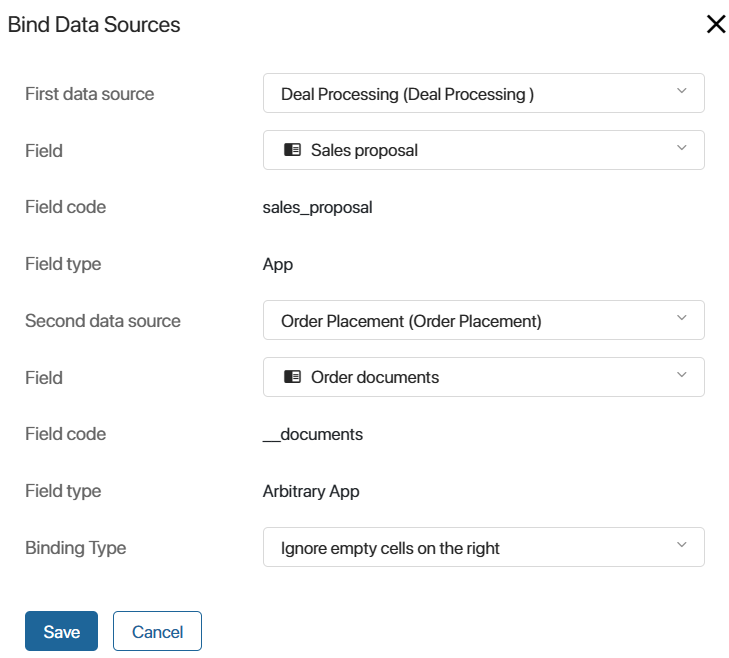 Bind Data Sources
First data source Deal Processing (Deal Processing )
Field Sales proposal
Field code sales_proposal
Field type App
Second data source Order Placement (Order Placement)
Field Order documents
Field code __documents
Field type Arbitrary App
Binding Type Ignore empty cells on the right
Save Cancel